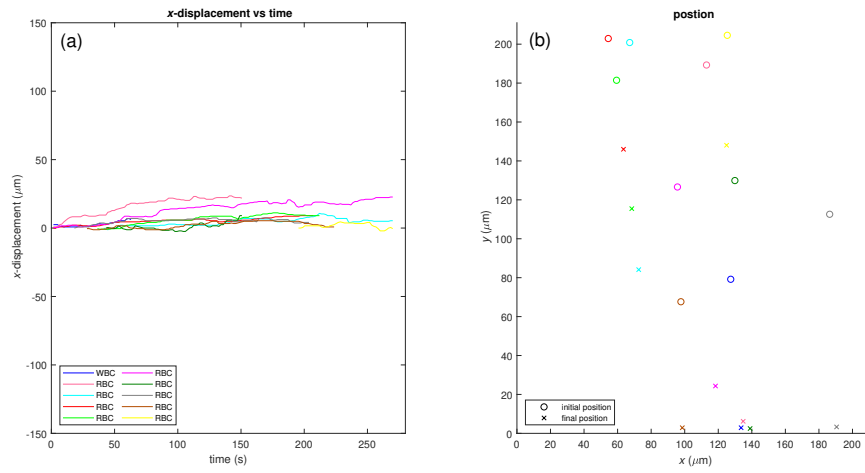 x-displacement vs time
(a)
150
100
50
0
-50
-100
-150
x-displacement (μm)
WBC RBC
RBC RBC
RBC RBC
RBC RBC
RBC RBC
0 50 100 150 200 250
time (s)
postion
(b)
200
180
160
140
120
100
80
60
40
20
0
y (μm)
initial position
final position
0 20 40 60 80 100 120 140 160 180 200
x (μm)